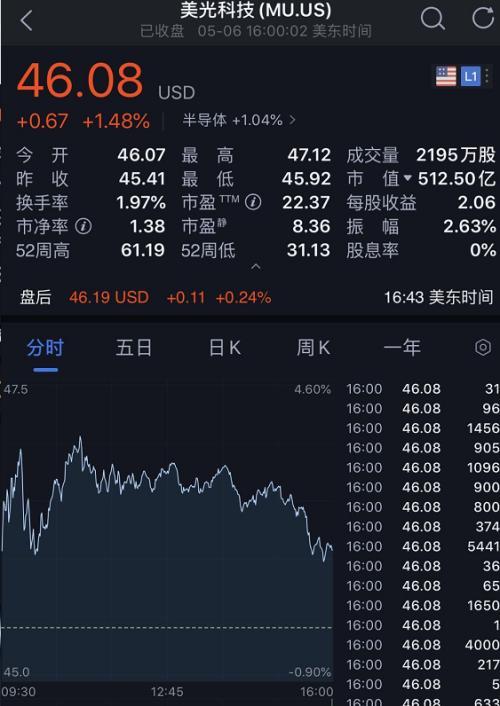 美光科技(MU.US)
已收盘 05-06 16:00:02 美东时间
46.08 USD
L1
+0.67 +1.48% 半导体 +1.04%
今开 46.07 最高 47.12 成交量 2195万股
昨收 45.41 最低 45.92 市值 512.50亿
换手率 1.97% 市盈TTM 22.37 每股收益 2.06
市净率 1.38 市盈静 8.36 振幅 2.63%
52周高 61.19 52周低 31.13 股息率 0%
盘后 46.19 USD +0.11 +0.24% 16:43 美东时间
分时 五日 日K 周K 一年
47.5 4.60%
45.0 -0.90%
09:30 12:45 16:00
16:00 46.08 31
16:00 46.08 96
16:00 46.08 1456
16:00 46.08 905
16:00 46.08 1096
16:00 46.08 900
16:00 46.08 800
16:00 46.08 374
16:00 46.08 5441
16:00 46.08 36
16:00 46.08 65
16:00 46.08 1650
16:00 46.08 1
16:00 46.08 4000
16:00 46.08 217
16:00 46.08 5
16:00 46.08 633